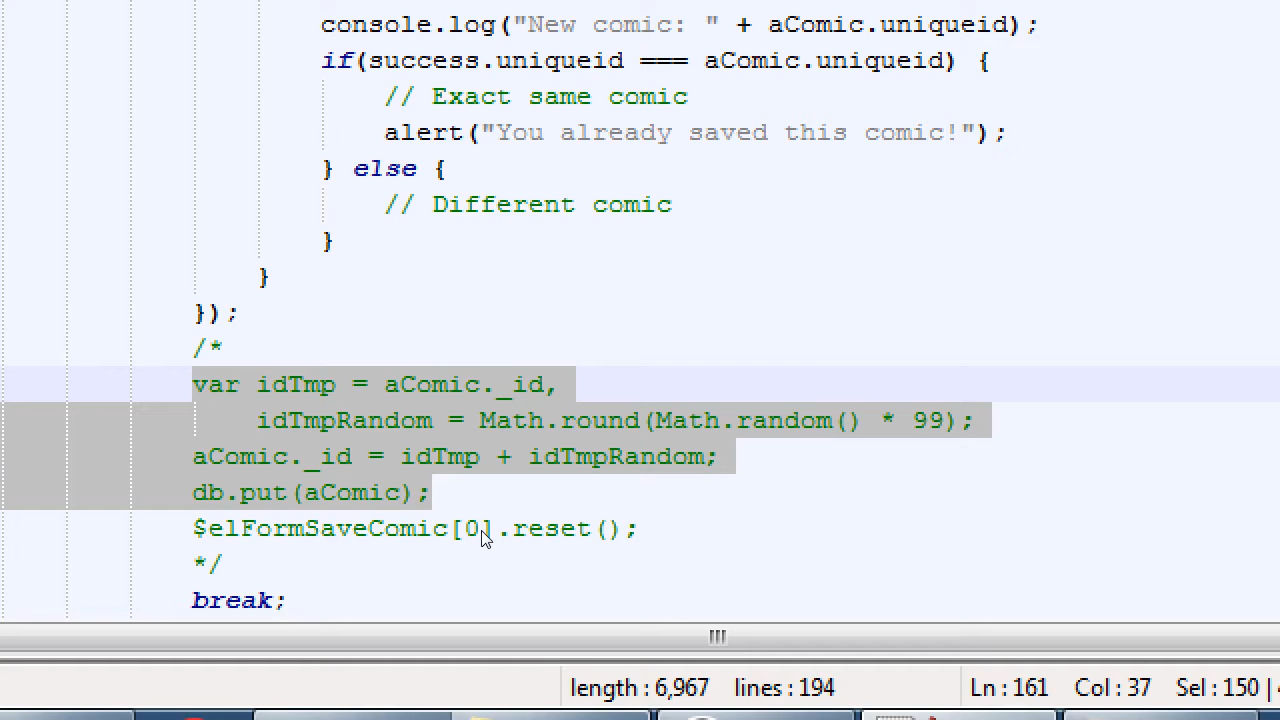 console.log("New comic: " + aComic.uniqueid);
if(success.uniqueid === aComic.uniqueid) {
// Exact same comic
alert("You already saved this comic!");
} else {
// Different comic
}
}
});
/*
var idTmp = aComic._id,
idTmpRandom = Math.round(Math.random() * 99);
aComic._id = idTmp + idTmpRandom;
db.put(aComic);
$elFormSaveComic[0].reset();
*/
break;
length : 6,967 lines : 194 Ln : 161 Col : 37 Sel : 150 |